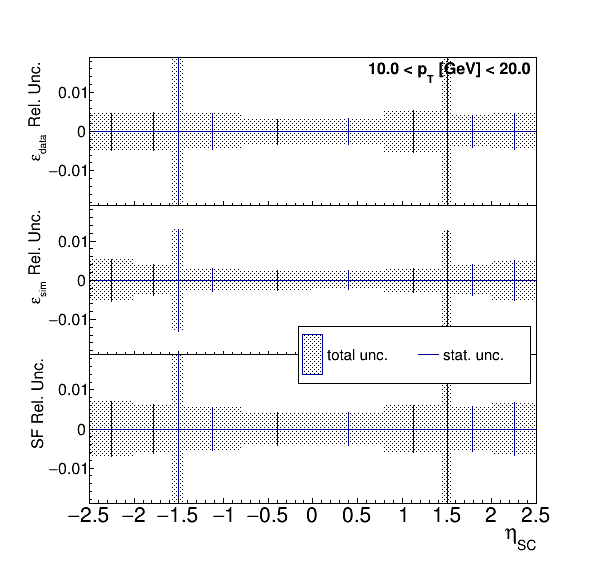 10.0 < p_T [GeV] < 20.0
ε_data Rel. Unc.
0.01
0
−0.01
ε_sim Rel. Unc.
0.01
0
−0.01
total unc.
stat. unc.
SF Rel. Unc.
0.01
0
−0.01
−2.5 −2 −1.5 −1 −0.5 0 0.5 1 1.5 2 2.5
η_SC